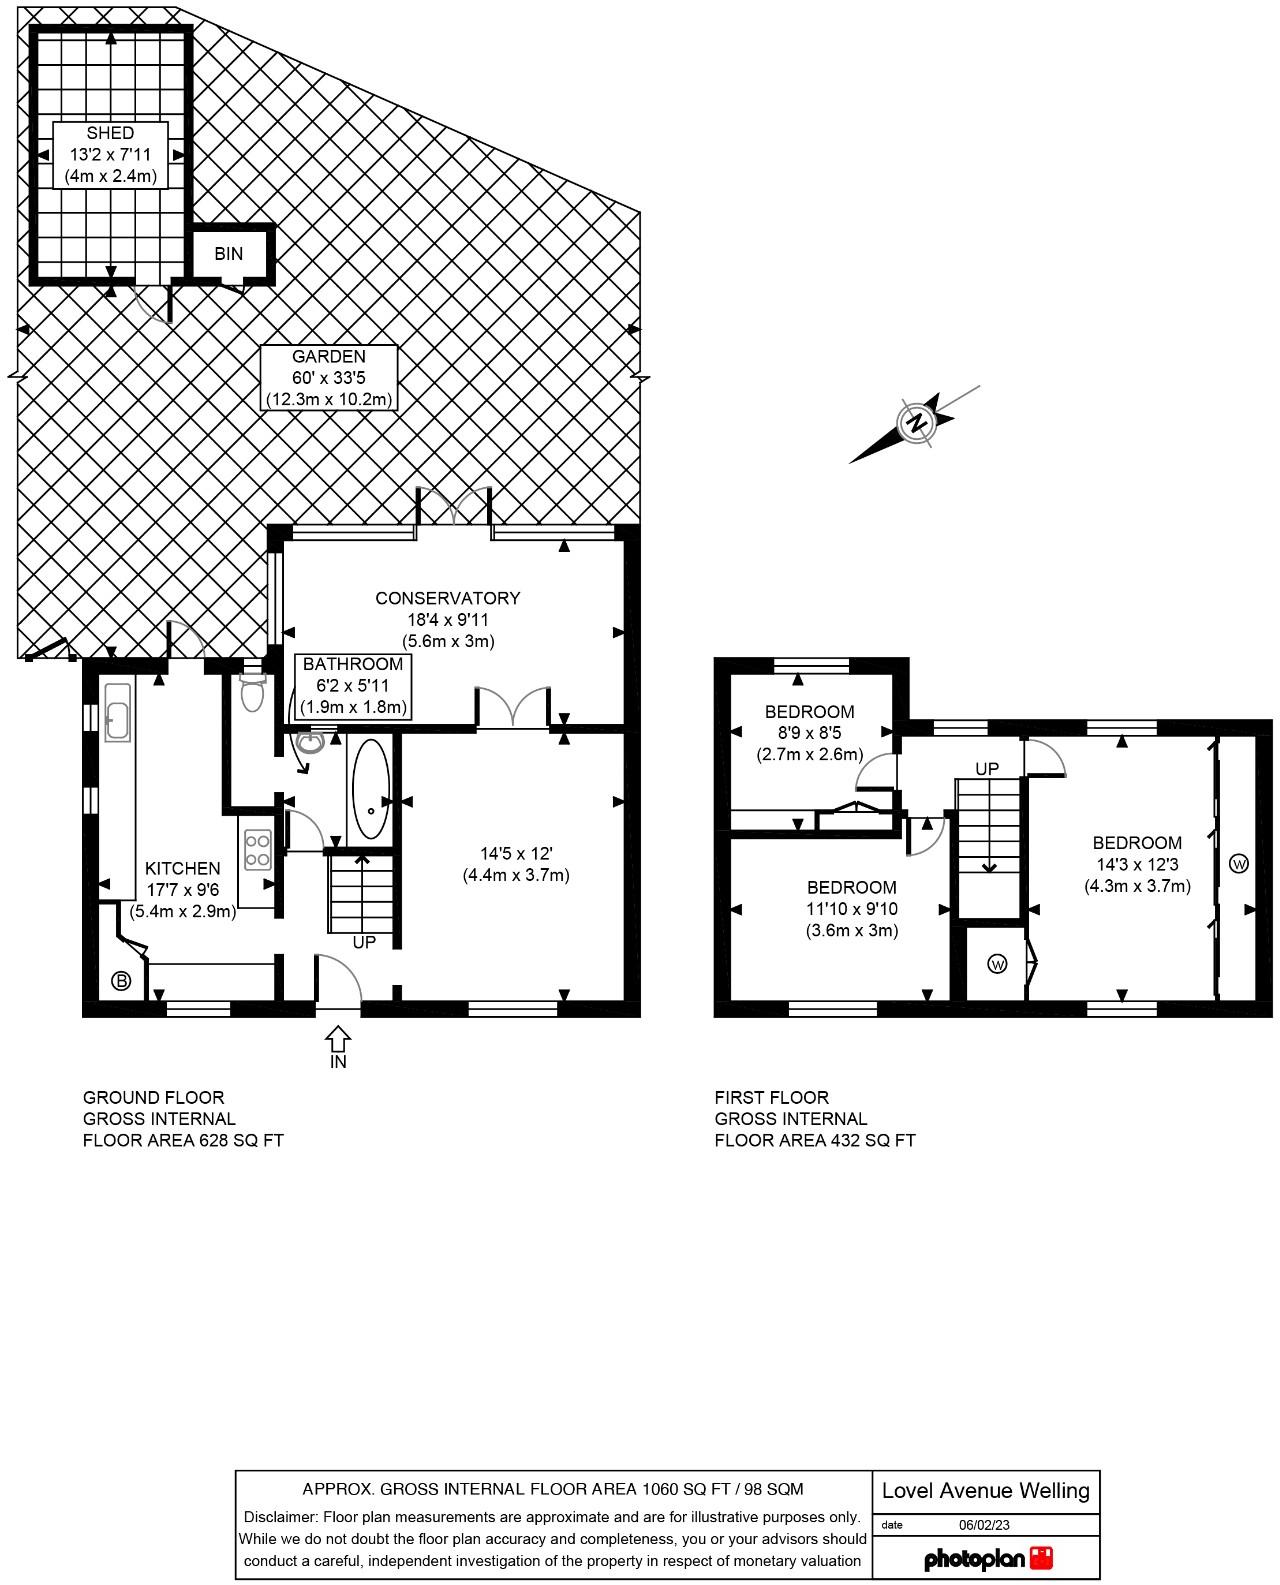 SHED
13'2 x 7'11
(4m x 2.4m)
BIN
GARDEN
60' x 33'5
(12.3m x 10.2m)
N
CONSERVATORY
18'4 x 9'11
(5.6m x 3m)
BATHROOM
6'2 x 5'11
(1.9m x 1.8m)
KITCHEN
17'7 x 9'6
(5.4m x 2.9m)
14'5 x 12'
(4.4m x 3.7m)
UP
B
IN
BEDROOM
8'9 x 8'5
(2.7m x 2.6m)
UP
BEDROOM
14'3 x 12'3
(4.3m x 3.7m)
W
BEDROOM
11'10 x 9'10
(3.6m x 3m)
W
GROUND FLOOR
GROSS INTERNAL
FLOOR AREA 628 SQ FT
FIRST FLOOR
GROSS INTERNAL
FLOOR AREA 432 SQ FT
APPROX. GROSS INTERNAL FLOOR AREA 1060 SQ FT / 98 SQM
Disclaimer: Floor plan measurements are approximate and are for illustrative purposes only.
While we do not doubt the floor plan accuracy and completeness, you or your advisors should
conduct a careful, independent investigation of the property in respect of monetary valuation
Lovel Avenue Welling
date 06/02/23
photoplan